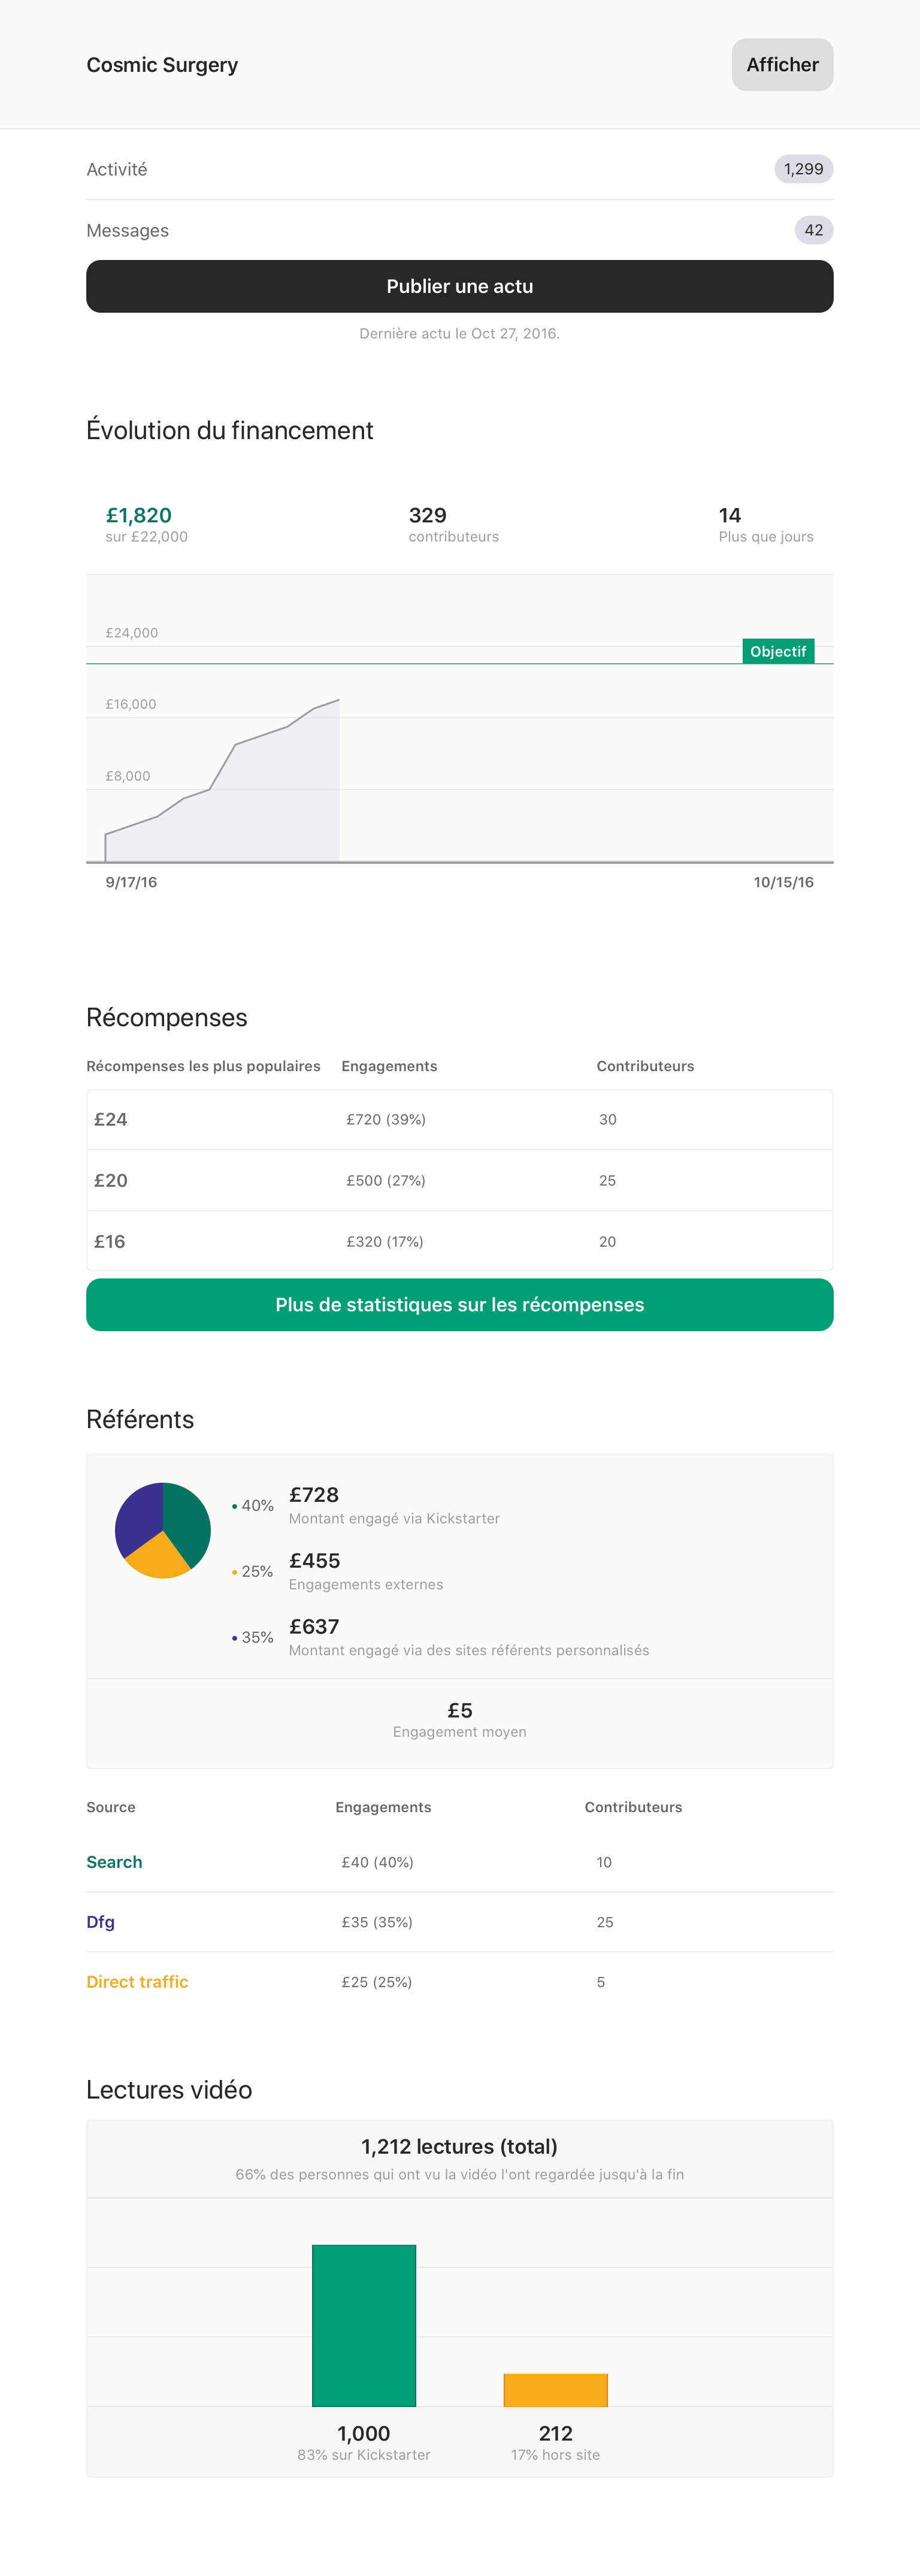 Cosmic Surgery
Afficher
Activité
1,299
Messages
42
Publier une actu
Dernière actu le Oct 27, 2016.
Évolution du financement
£1,820
sur £22,000
329
contributeurs
14
Plus que jours
£24,000
Objectif
£16,000
£8,000
9/17/16
10/15/16
Récompenses
Récompenses les plus populaires Engagements Contributeurs
£24 £720 (39%) 30
£20 £500 (27%) 25
£16 £320 (17%) 20
Plus de statistiques sur les récompenses
Référents
• 40% £728
Montant engagé via Kickstarter
• 25% £455
Engagements externes
• 35% £637
Montant engagé via des sites référents personnalisés
£5
Engagement moyen
Source Engagements Contributeurs
Search £40 (40%) 10
Dfg £35 (35%) 25
Direct traffic £25 (25%) 5
Lectures vidéo
1,212 lectures (total)
66% des personnes qui ont vu la vidéo l'ont regardée jusqu'à la fin
1,000
83% sur Kickstarter
212
17% hors site